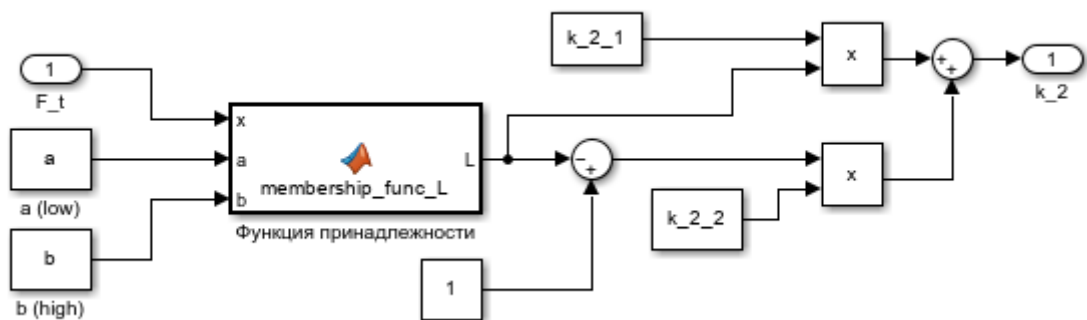 k_2_1
x
+
+
1
k_2
1
F_t
x
a
b
L
membership_func_L
Функция принадлежности
a
a (low)
b
b (high)
−
+
1
x
k_2_2